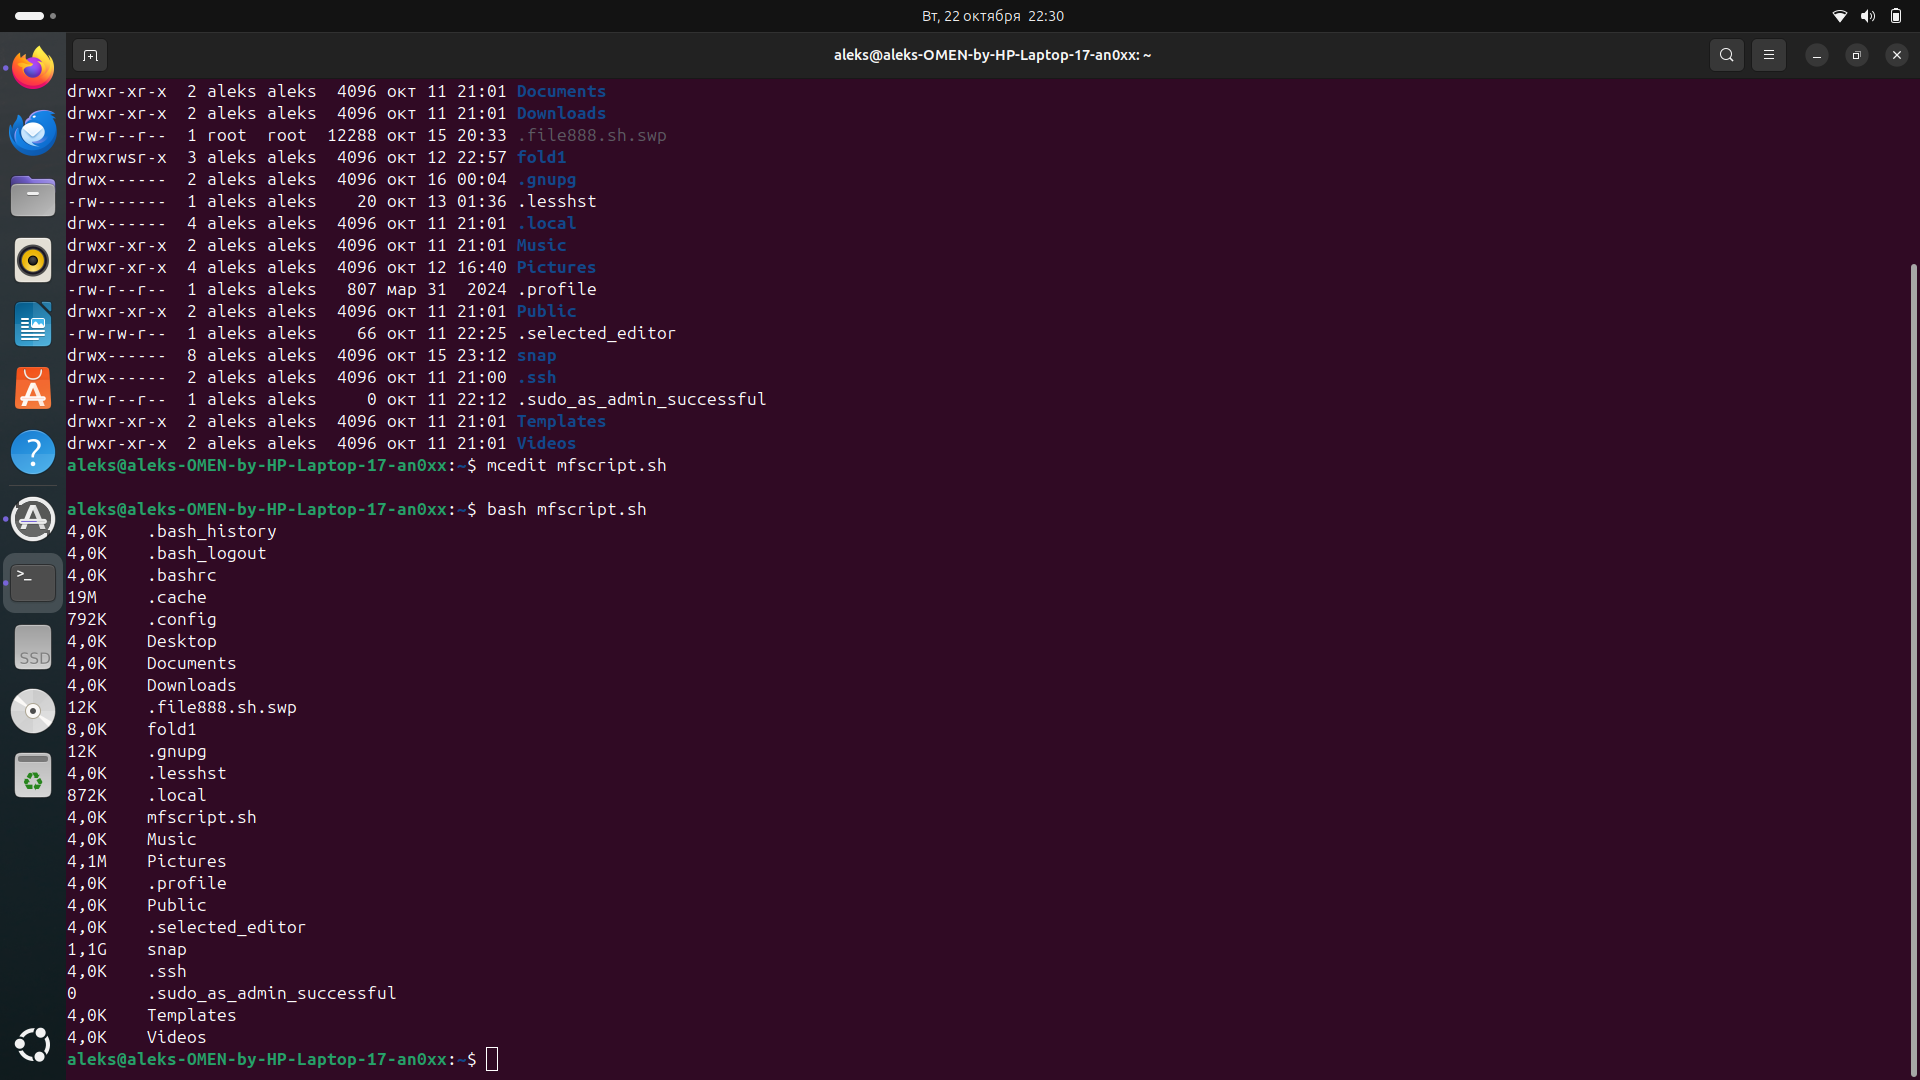 Вт, 22 октября 22:30
aleks@aleks-OMEN-by-HP-Laptop-17-an0xx: ~
drwxr-xr-x  2 aleks aleks  4096 окт 11 21:01 Documents
drwxr-xr-x  2 aleks aleks  4096 окт 11 21:01 Downloads
-rw-r--r--  1 root  root  12288 окт 15 20:33 .file888.sh.swp
drwxrwsr-x  3 aleks aleks  4096 окт 12 22:57 fold1
drwx------  2 aleks aleks  4096 окт 16 00:04 .gnupg
-rw-------  1 aleks aleks    20 окт 13 01:36 .lesshst
drwx------  4 aleks aleks  4096 окт 11 21:01 .local
drwxr-xr-x  2 aleks aleks  4096 окт 11 21:01 Music
drwxr-xr-x  4 aleks aleks  4096 окт 12 16:40 Pictures
-rw-r--r--  1 aleks aleks   807 мар 31  2024 .profile
drwxr-xr-x  2 aleks aleks  4096 окт 11 21:01 Public
-rw-rw-r--  1 aleks aleks    66 окт 11 22:25 .selected_editor
drwx------  8 aleks aleks  4096 окт 15 23:12 snap
drwx------  2 aleks aleks  4096 окт 11 21:00 .ssh
-rw-r--r--  1 aleks aleks     0 окт 11 22:12 .sudo_as_admin_successful
drwxr-xr-x  2 aleks aleks  4096 окт 11 21:01 Templates
drwxr-xr-x  2 aleks aleks  4096 окт 11 21:01 Videos
aleks@aleks-OMEN-by-HP-Laptop-17-an0xx:~$ mcedit mfscript.sh
aleks@aleks-OMEN-by-HP-Laptop-17-an0xx:~$ bash mfscript.sh
4,0K    .bash_history
4,0K    .bash_logout
4,0K    .bashrc
19M     .cache
792K    .config
4,0K    Desktop
4,0K    Documents
4,0K    Downloads
12K     .file888.sh.swp
8,0K    fold1
12K     .gnupg
4,0K    .lesshst
872K    .local
4,0K    mfscript.sh
4,0K    Music
4,1M    Pictures
4,0K    .profile
4,0K    Public
4,0K    .selected_editor
1,1G    snap
4,0K    .ssh
0       .sudo_as_admin_successful
4,0K    Templates
4,0K    Videos
aleks@aleks-OMEN-by-HP-Laptop-17-an0xx:~$
SSD